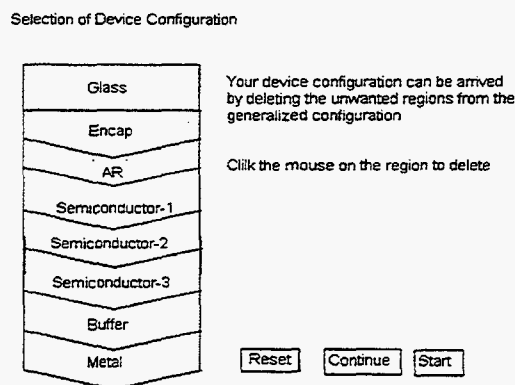 Selection of Device Configuration
Glass
Encap
AR
Semiconductor-1
Semiconductor-2
Semiconductor-3
Buffer
Metal
Your device configuration can be arrived
by deleting the unwanted regions from the
generalized configuration
Clilk the mouse on the region to delete
Reset
Continue
Start